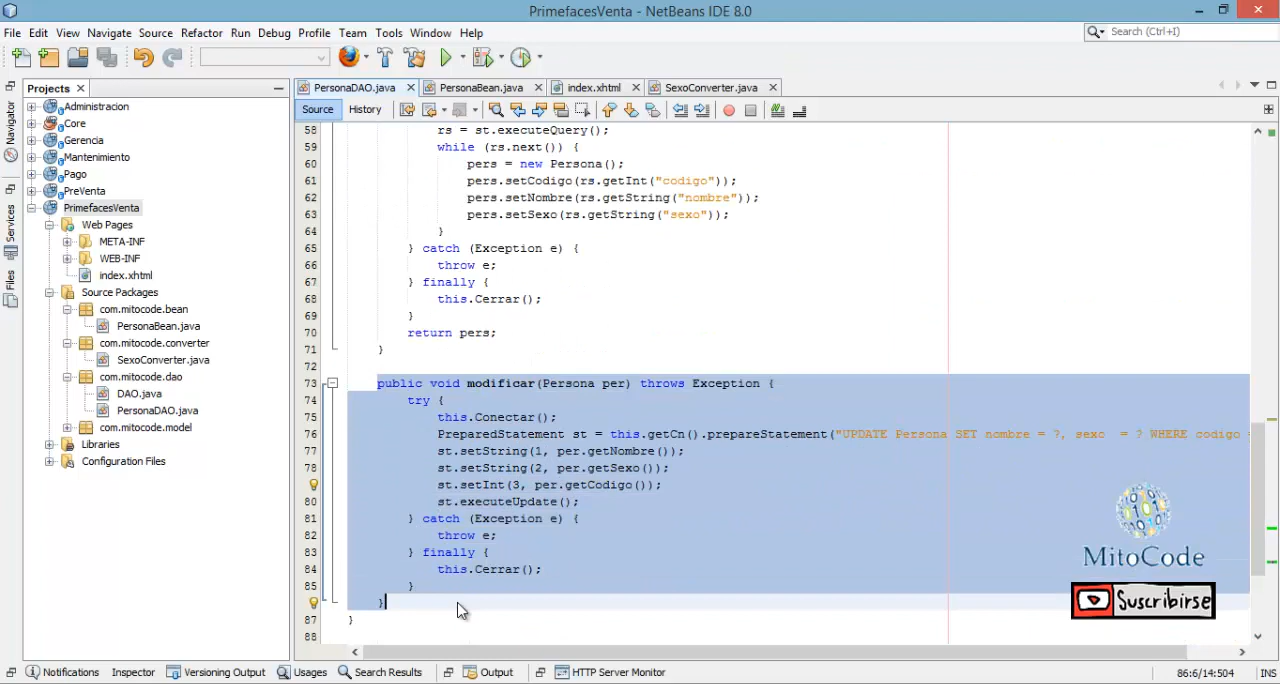 PrimefacesVenta - NetBeans IDE 8.0
File Edit View Navigate Source Refactor Run Debug Profile Team Tools Window Help
Search (Ctrl+I)
Projects
PersonaDAO.java PersonaBean.java index.xhtml SexoConverter.java
Source History
Navigator
Services
Files
Administracion
Core
Gerencia
Mantenimiento
Pago
PreVenta
PrimefacesVenta
Web Pages
META-INF
WEB-INF
index.xhtml
Source Packages
com.mitocode.bean
PersonaBean.java
com.mitocode.converter
SexoConverter.java
com.mitocode.dao
DAO.java
PersonaDAO.java
com.mitocode.model
Libraries
Configuration Files
58 rs = st.executeQuery();
59 while (rs.next()) {
60 pers = new Persona();
61 pers.setCodigo(rs.getInt("codigo"));
62 pers.setNombre(rs.getString("nombre"));
63 pers.setSexo(rs.getString("sexo"));
64 }
65 } catch (Exception e) {
66 throw e;
67 } finally {
68 this.Cerrar();
69 }
70 return pers;
71 }
72
73 public void modificar(Persona per) throws Exception {
74 try {
75 this.Conectar();
76 PreparedStatement st = this.getCn().prepareStatement("UPDATE Persona SET nombre = ?, sexo = ? WHERE codigo =
77 st.setString(1, per.getNombre());
78 st.setString(2, per.getSexo());
st.setInt(3, per.getCodigo());
80 st.executeUpdate();
81 } catch (Exception e) {
82 throw e;
83 } finally {
84 this.Cerrar();
85 }
}
87 }
88
MitoCode
Suscribirse
Notifications Inspector Versioning Output Usages Search Results Output HTTP Server Monitor 86:6/14:504 INS